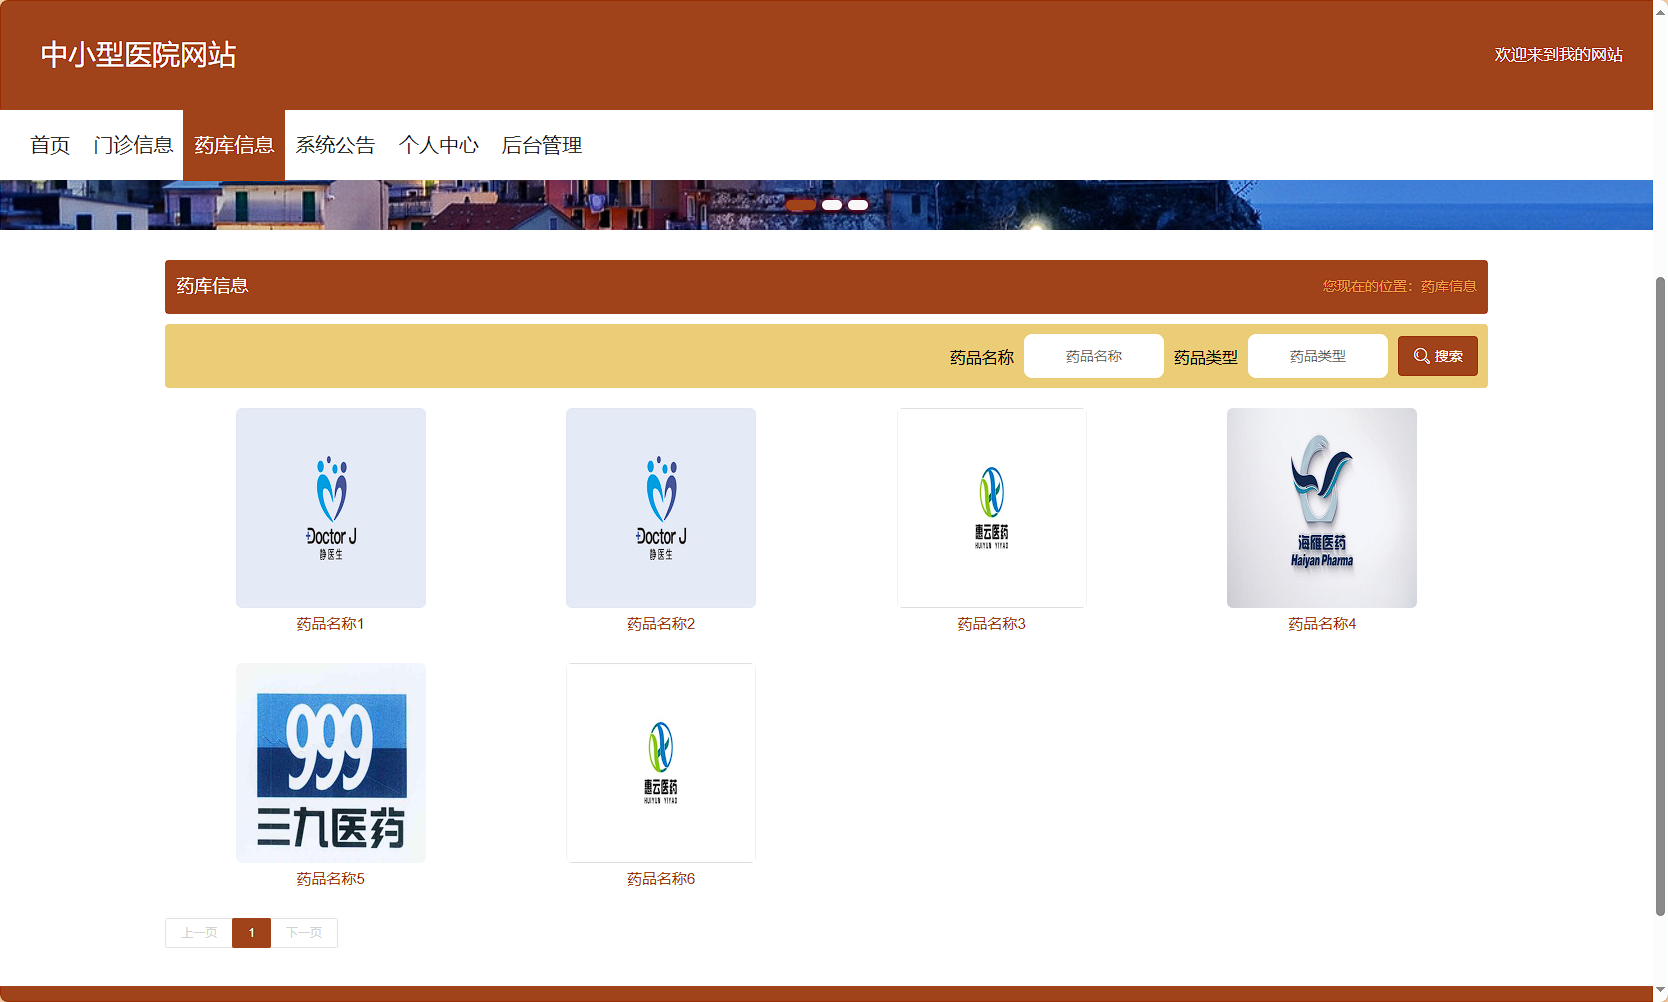 中小型医院网站
欢迎来到我的网站
首页 门诊信息 药库信息 系统公告 个人中心 后台管理
药库信息
您现在的位置：药库信息
药品名称 药品名称 药品类型 药品类型 搜索
Doctor J
静医生
药品名称1
Doctor J
静医生
药品名称2
惠云医药
HUIYUN YIYAO
药品名称3
海雁医药
Haiyan Pharma
药品名称4
999
三九医药
药品名称5
惠云医药
HUIYUN YIYAO
药品名称6
上一页 1 下一页